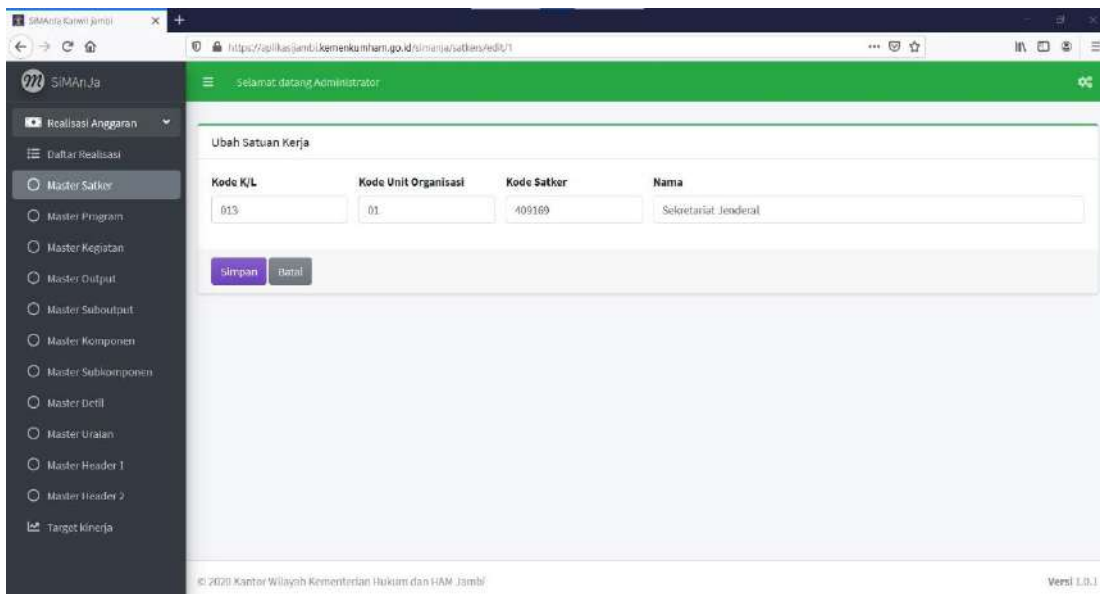 SiMAnJa Kanwil Jambi
https://aplikasijambi.kemenkumham.go.id/simanja/satkers/edit/1
SiMAnJa
Selamat datang Administrator
Realisasi Anggaran
Daftar Realisasi
Master Satker
Master Program
Master Kegiatan
Master Output
Master Suboutput
Master Komponen
Master Subkomponen
Master Detil
Master Uraian
Master Header 1
Master Header 2
Target kinerja
Ubah Satuan Kerja
Kode K/L Kode Unit Organisasi Kode Satker Nama
013 01 409169 Sekretariat Jenderal
Simpan Batal
© 2020 Kantor Wilayah Kementerian Hukum dan HAM Jambi Versi 1.0.1